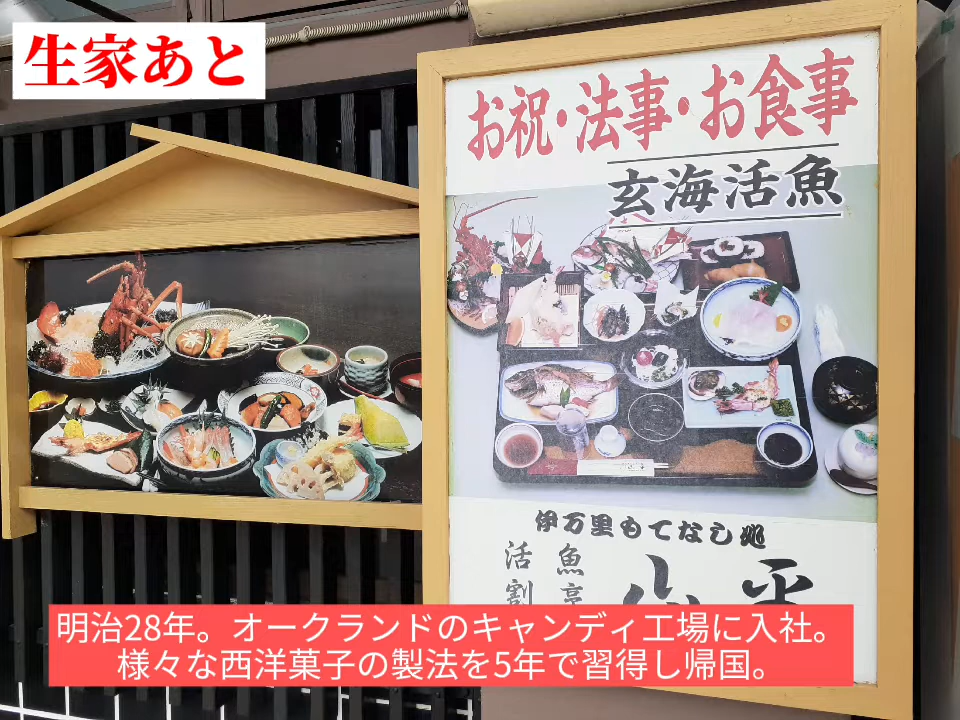 生家あと
お祝・法事・お食事
玄海活魚
伊万里もてなし処
活魚
割亭
山平
明治28年。オークランドのキャンディ工場に入社。
様々な西洋菓子の製法を5年で習得し帰国。